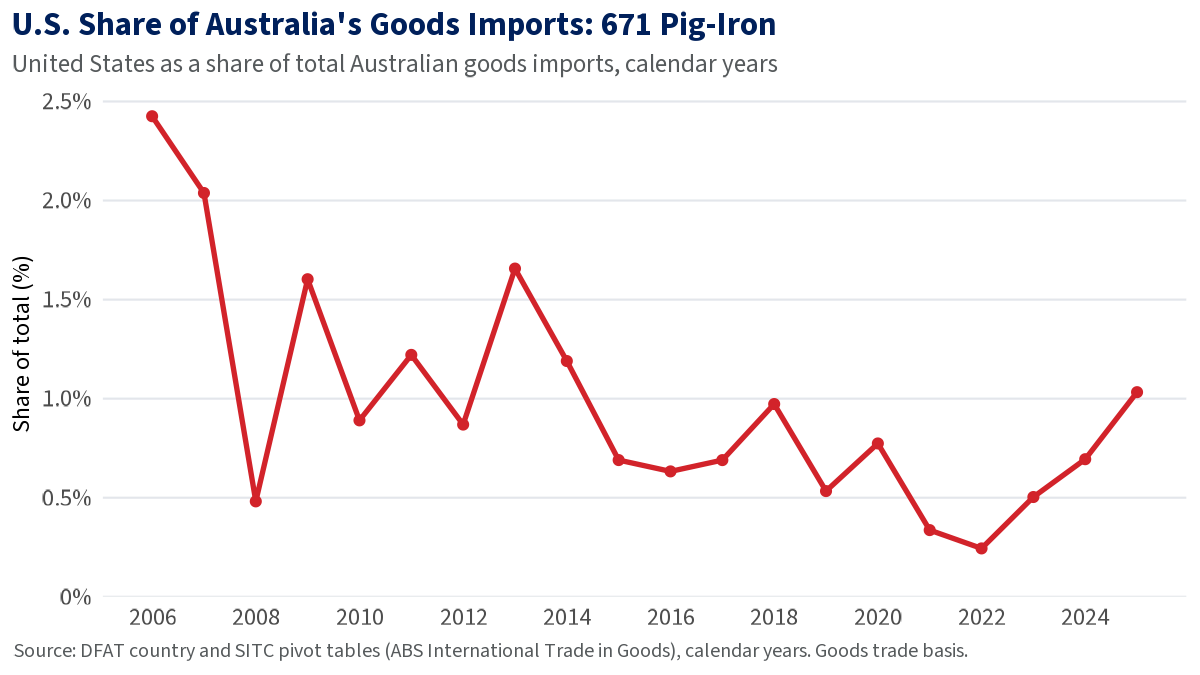 U.S. Share of Australia's Goods Imports: 671 Pig-Iron
United States as a share of total Australian goods imports, calendar years
Share of total (%)
2.5%
2.0%
1.5%
1.0%
0.5%
0%
2006 2008 2010 2012 2014 2016 2018 2020 2022 2024
Source: DFAT country and SITC pivot tables (ABS International Trade in Goods), calendar years. Goods trade basis.